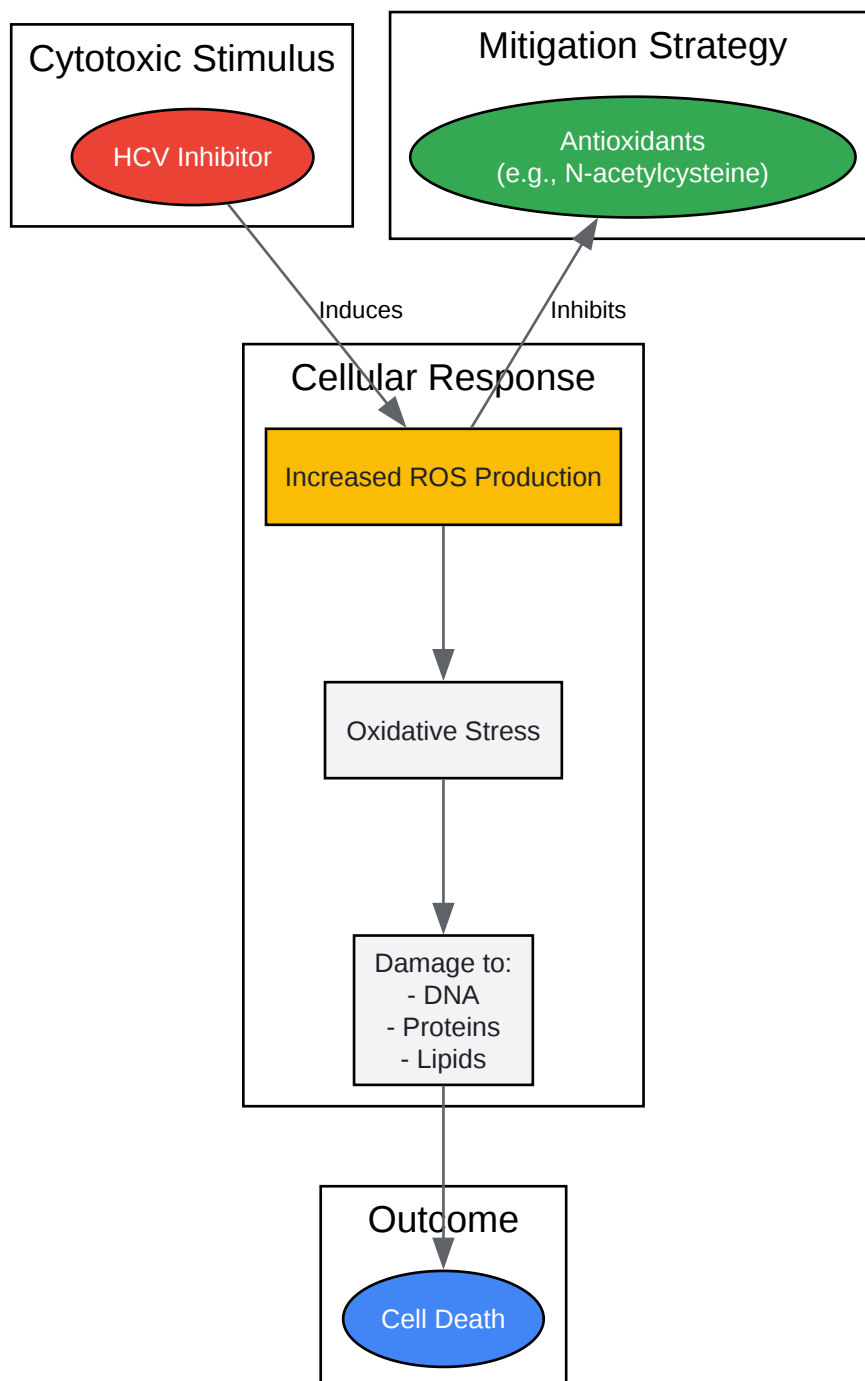 Cytotoxic Stimulus
HCV Inhibitor
Mitigation Strategy
Antioxidants
(e.g., N-acetylcysteine)
Induces
Inhibits
Cellular Response
Increased ROS Production
Oxidative Stress
Damage to:
- DNA
- Proteins
- Lipids
Outcome
Cell Death